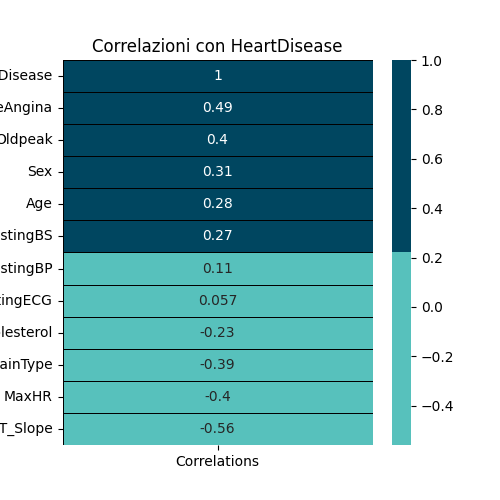 Correlazioni con HeartDisease
Disease 1
eAngina 0.49
Oldpeak 0.4
Sex 0.31
Age 0.28
stingBS 0.27
stingBP 0.11
tingECG 0.057
olesterol -0.23
ainType -0.39
MaxHR -0.4
T_Slope -0.56
Correlations
1.0
0.8
0.6
0.4
0.2
0.0
−0.2
−0.4